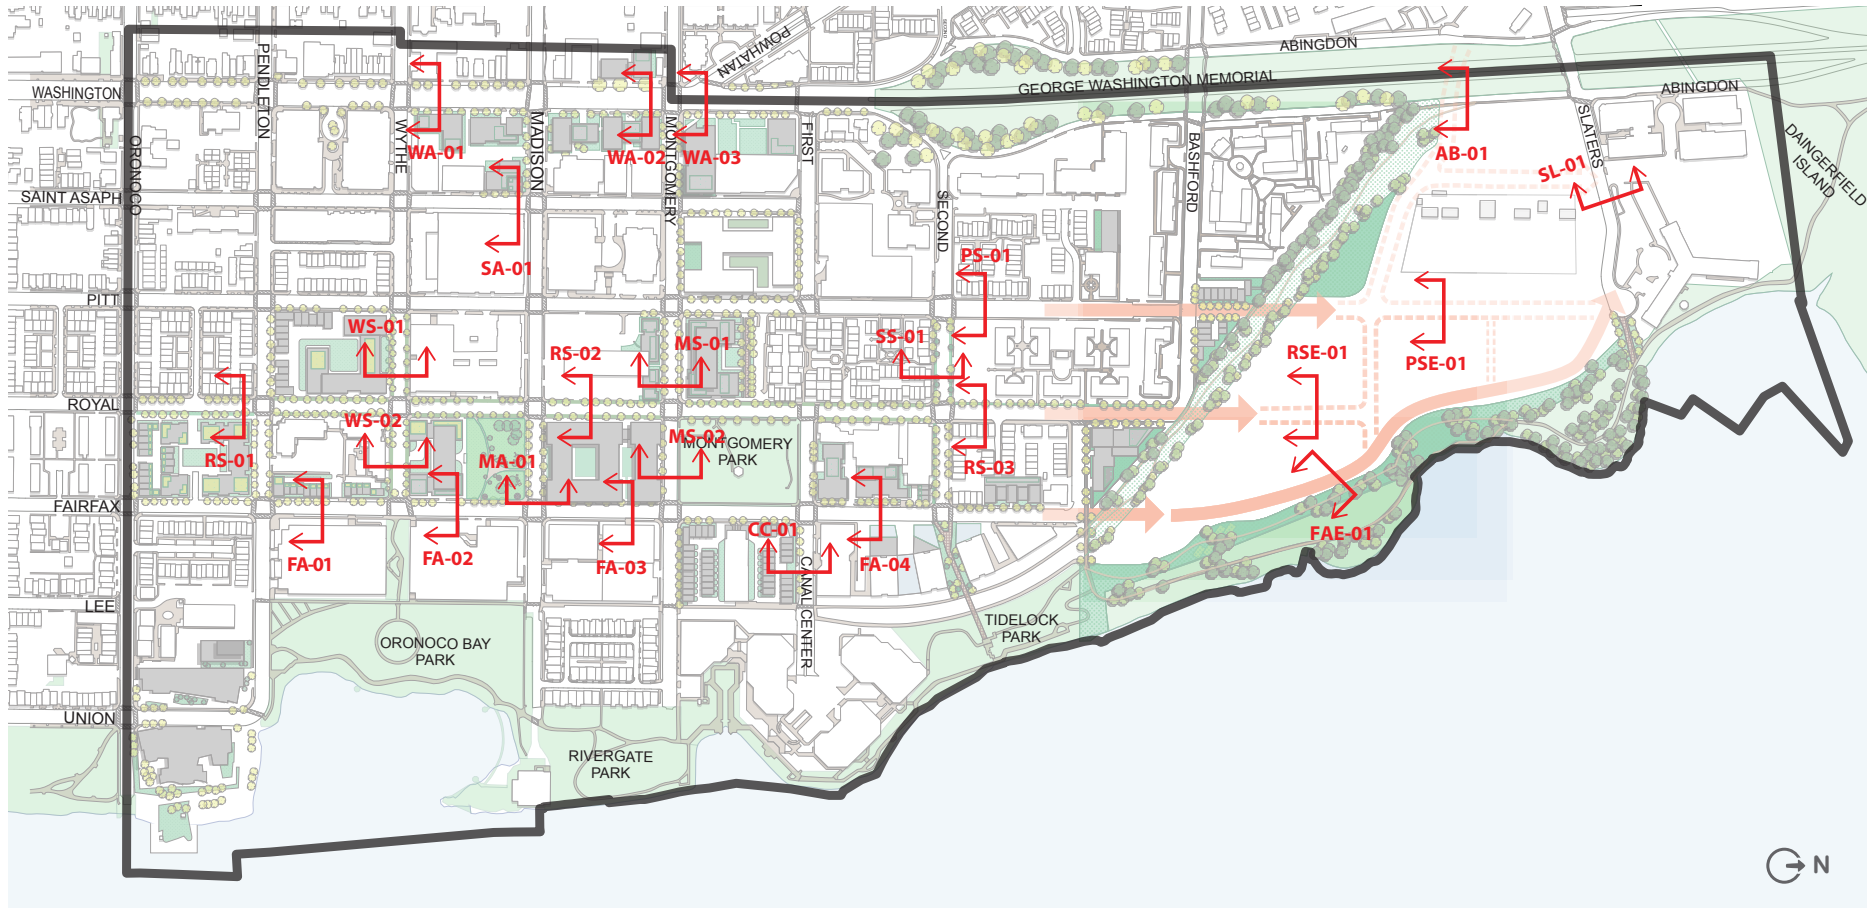 POWHATAN
ABINGDON
PENDLETON
WASHINGTON
GEORGE WASHINGTON MEMORIAL
ABINGDON
ORONOCO
WYTHE
MADISON
MONTGOMERY
FIRST
BASHFORD
SLATERS
DAINGERFIELD
ISLAND
WA-01
WA-02
WA-03
AB-01
SL-01
SAINT ASAPH
SECOND
SA-01
PS-01
PITT
WS-01
RS-02
MS-01
SS-01
RSE-01
PSE-01
ROYAL
WS-02
MS-02
MONTGOMERY
PARK
RS-01
MA-01
RS-03
FAIRFAX
CC-01
FAE-01
FA-01
FA-02
FA-03
FA-04
CANAL CENTER
LEE
TIDELOCK
PARK
ORONOCO BAY
PARK
UNION
RIVERGATE
PARK
N